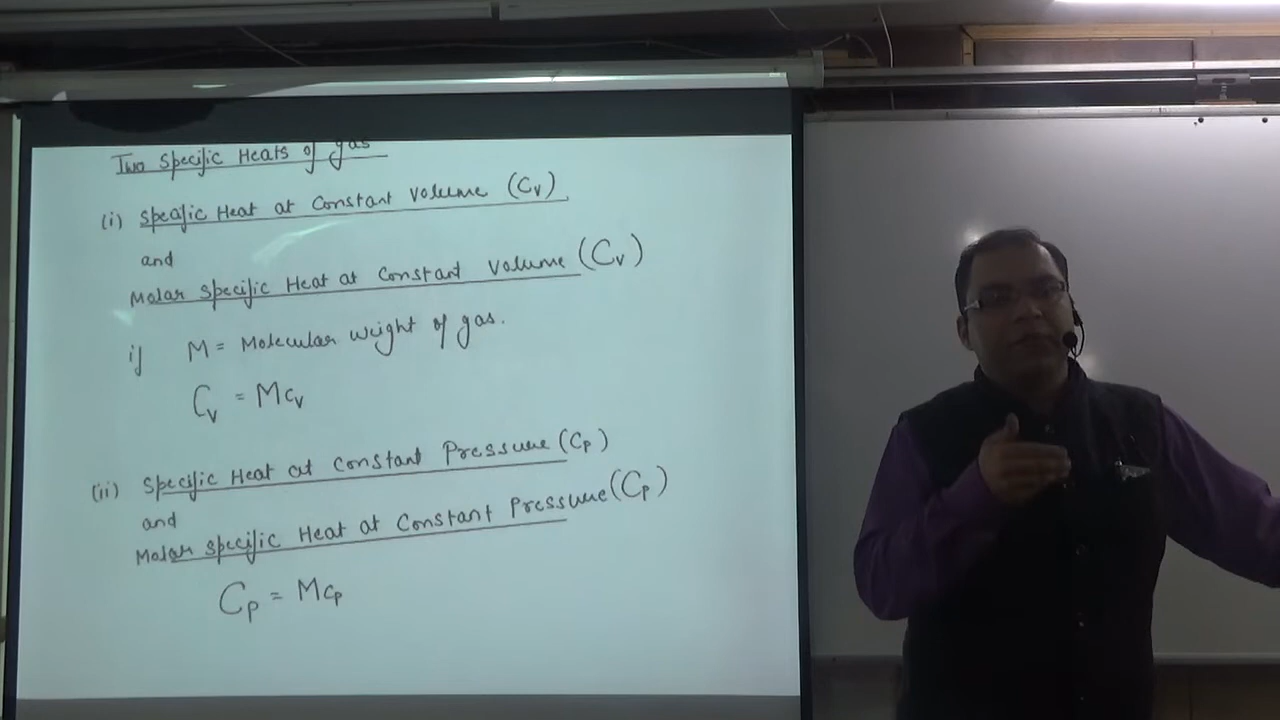 Two Specific Heats of gas
(i) Specific Heat at Constant Volume (Cv)
and
Molar Specific Heat at Constant Volume (Cv)
if M = Molecular weight of gas.
Cv = Mcv
(ii) Specific Heat at Constant Pressure (Cp)
and
Molar Specific Heat at Constant Pressure (Cp)
Cp = Mcp